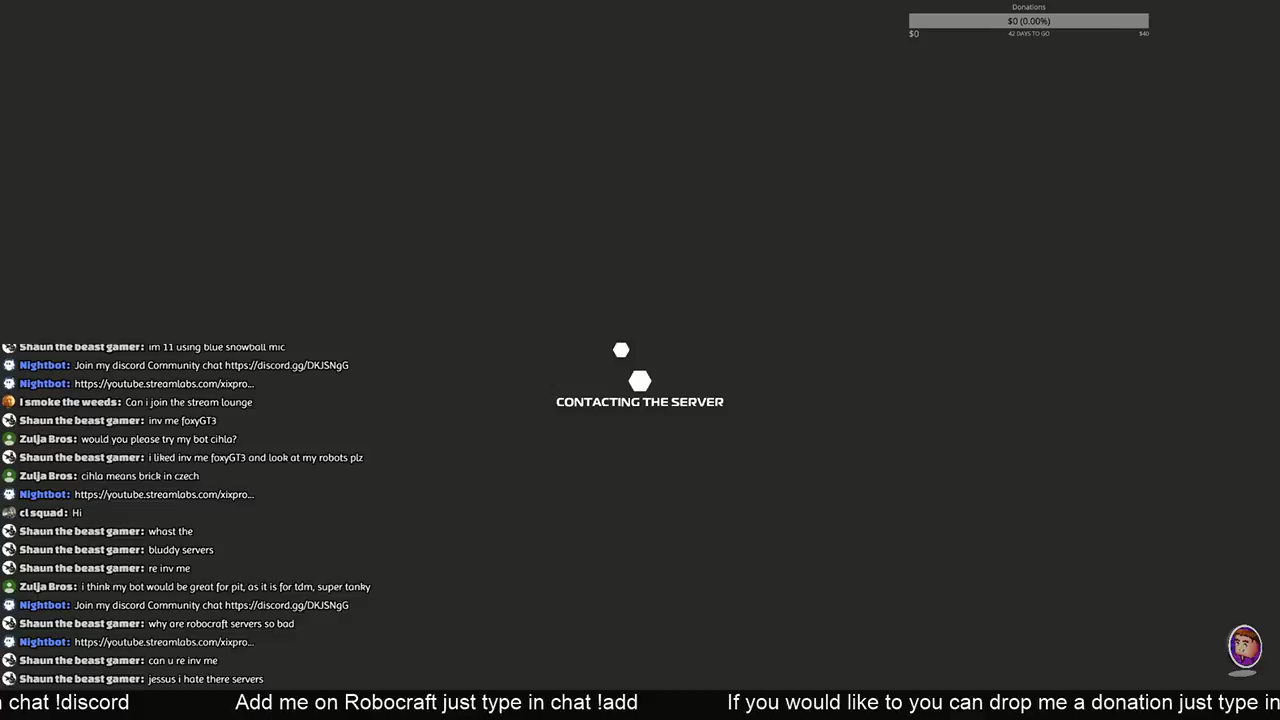 Donations
$0 (0.00%)
$0
42 DAYS TO GO
$40
Shaun the beast gamer: im 11 using blue snowball mic
Nightbot: Join my discord Community chat https://discord.gg/DKJSNgG
Nightbot: https://youtube.streamlabs.com/xixpro...
I smoke the weeds: Can i join the stream lounge
Shaun the beast gamer: inv me foxyGT3
Zulja Bros: would you please try my bot cihla?
Shaun the beast gamer: i liked inv me foxyGT3 and look at my robots plz
Zulja Bros: cihla means brick in czech
Nightbot: https://youtube.streamlabs.com/xixpro...
cl squad: Hi
Shaun the beast gamer: whast the
Shaun the beast gamer: bluddy servers
Shaun the beast gamer: re inv me
Zulja Bros: i think my bot would be great for pit, as it is for tdm, super tanky
Nightbot: Join my discord Community chat https://discord.gg/DKJSNgG
Shaun the beast gamer: why are robocraft servers so bad
Nightbot: https://youtube.streamlabs.com/xixpro...
Shaun the beast gamer: can u re inv me
Shaun the beast gamer: jessus i hate there servers
CONTACTING THE SERVER
n chat !discord Add me on Robocraft just type in chat !add If you would like to you can drop me a donation just type in